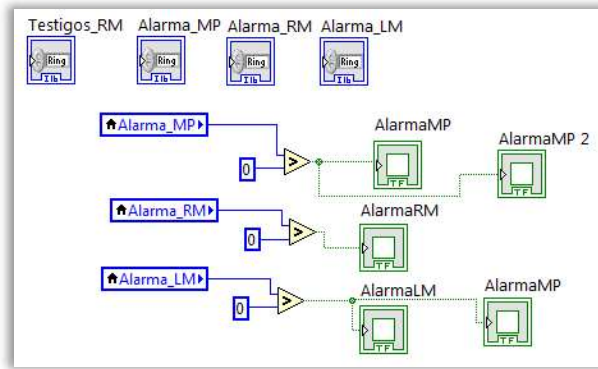 Testigos_RM Alarma_MP Alarma_RM Alarma_LM
Ring Ring Ring Ring
I16 I16 I16 I16
Alarma_MP
AlarmaMP
AlarmaMP 2
0
>
TF
TF
Alarma_RM
AlarmaRM
0
>
TF
Alarma_LM
AlarmaLM
AlarmaMP
0
>
TF
TF